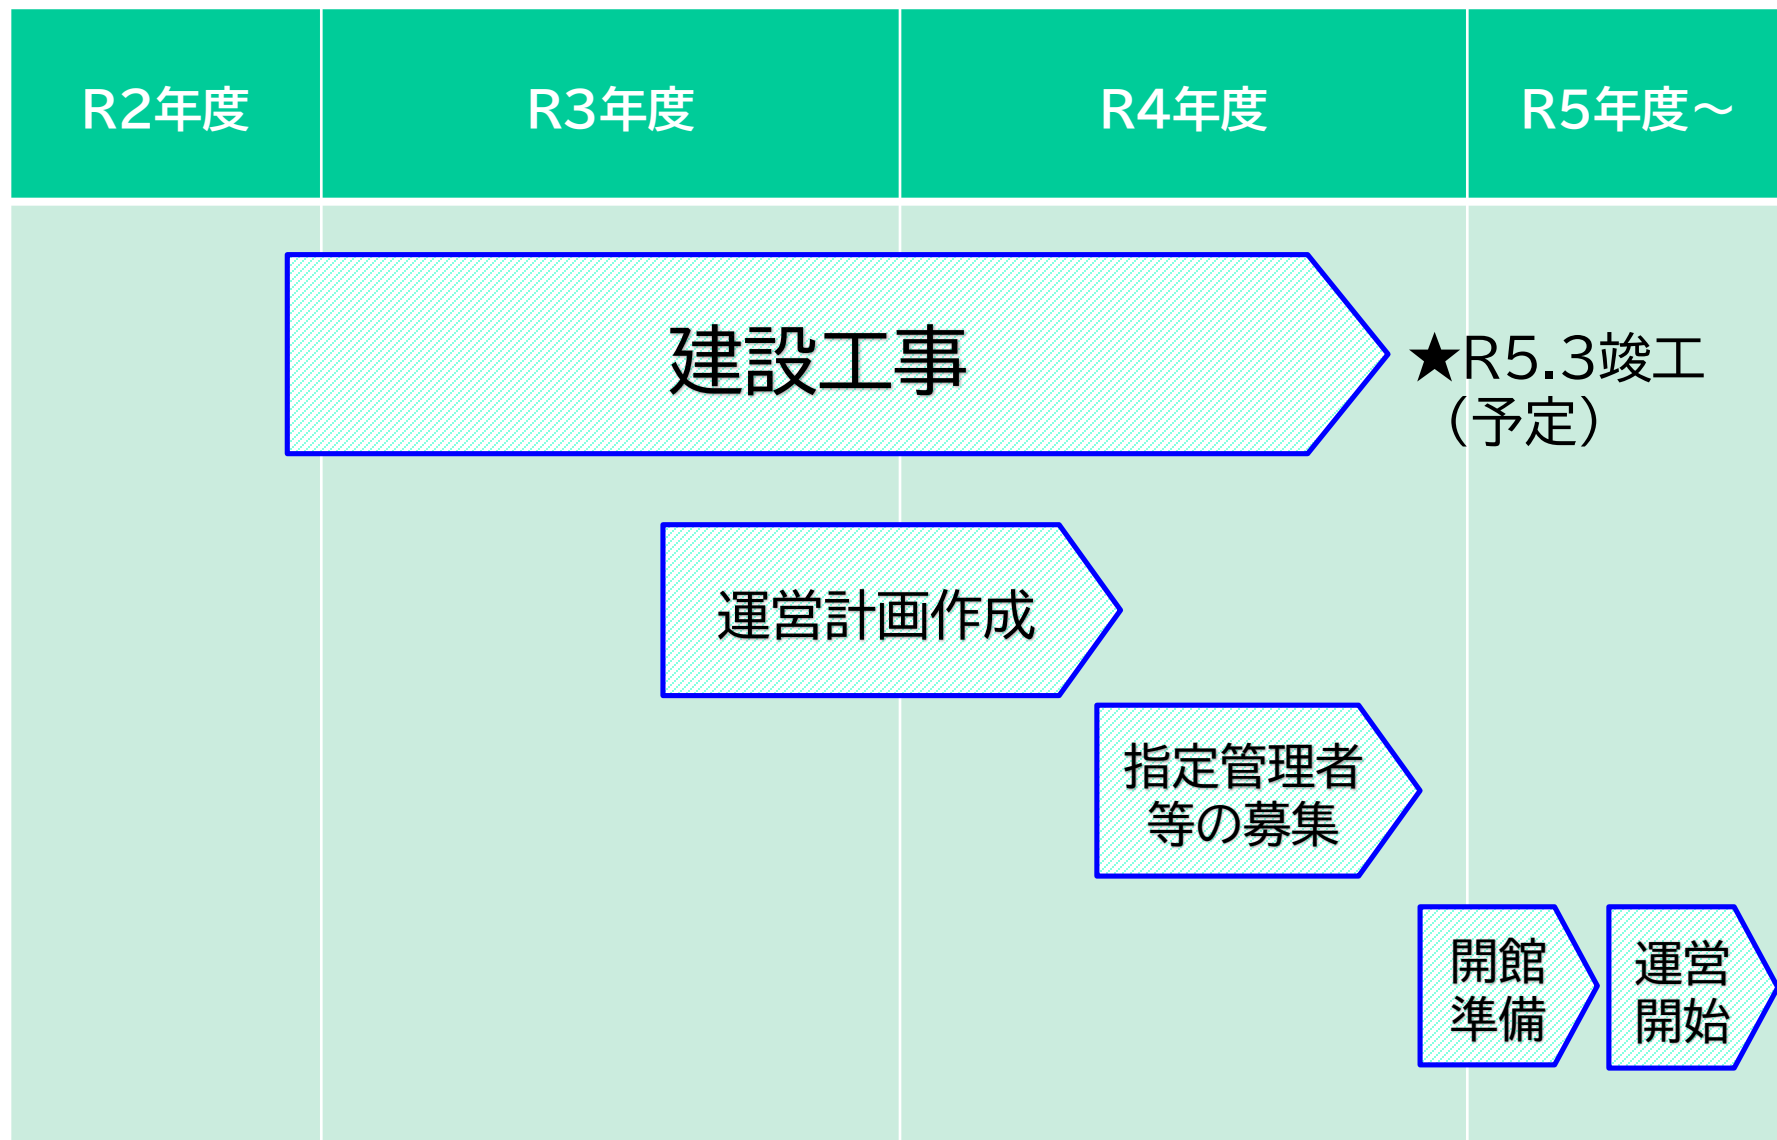 R2年度
R3年度
R4年度
R5年度～
建設工事
★R5.3竣工
（予定）
運営計画作成
指定管理者
等の募集
開館
準備
運営
開始